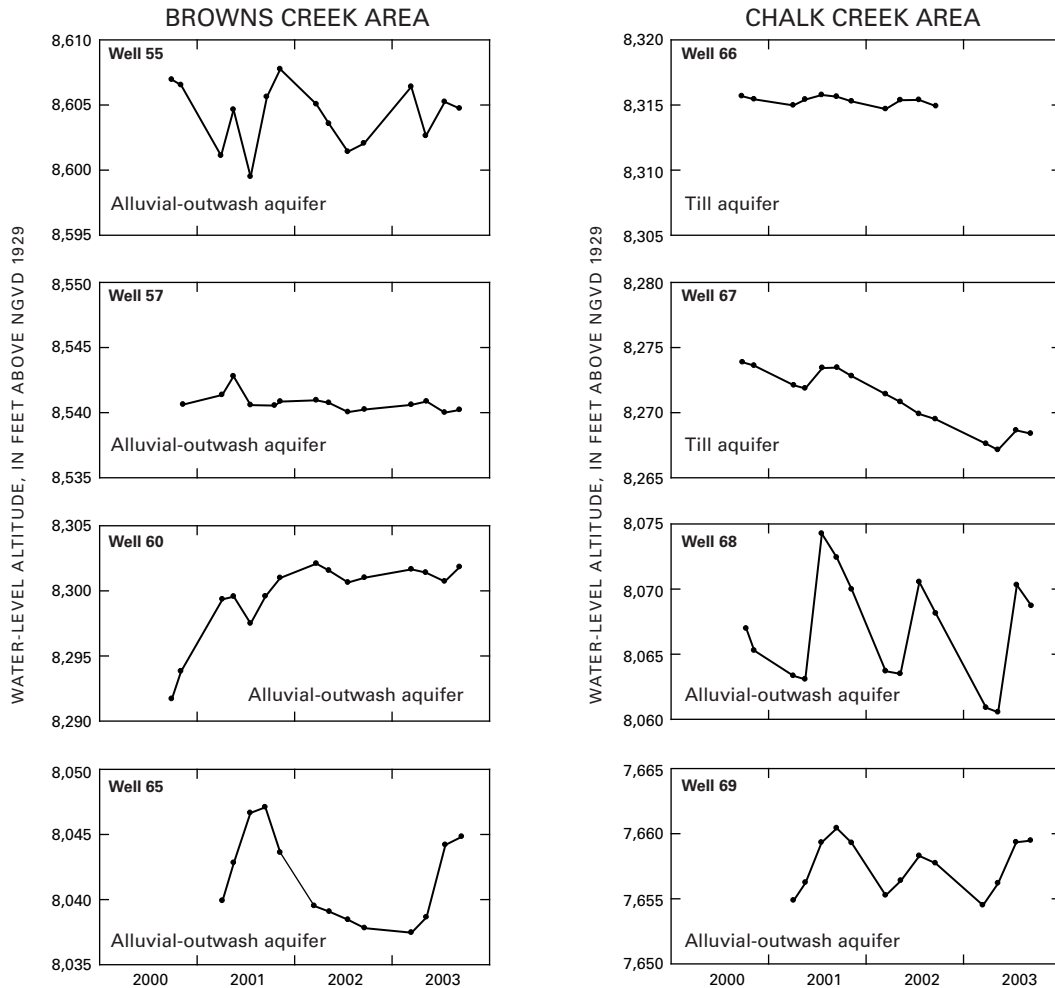 BROWNS CREEK AREA
WATER-LEVEL ALTITUDE, IN FEET ABOVE NGVD 1929
8,610
8,605
8,600
8,595
Well 55
Alluvial-outwash aquifer
8,550
8,545
8,540
8,535
Well 57
Alluvial-outwash aquifer
8,305
8,300
8,295
8,290
Well 60
Alluvial-outwash aquifer
8,050
8,045
8,040
8,035
Well 65
Alluvial-outwash aquifer
2000 2001 2002 2003
CHALK CREEK AREA
WATER-LEVEL ALTITUDE, IN FEET ABOVE NGVD 1929
8,320
8,315
8,310
8,305
Well 66
Till aquifer
8,280
8,275
8,270
8,265
Well 67
Till aquifer
8,075
8,070
8,065
8,060
Well 68
Alluvial-outwash aquifer
7,665
7,660
7,655
7,650
Well 69
Alluvial-outwash aquifer
2000 2001 2002 2003